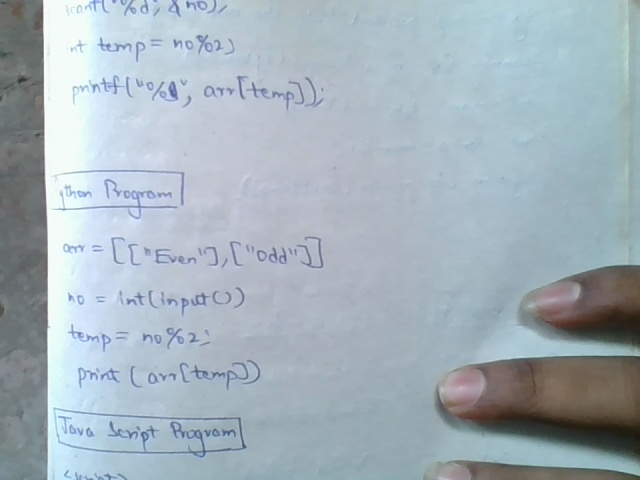 scanf("%d", &no);
int temp = no%2;
printf("%s", arr[temp]);
ython Program
arr = [["Even"],["Odd"]]
no = int(input())
temp = no%2;
print (arr[temp])
Java Script Program
<script>